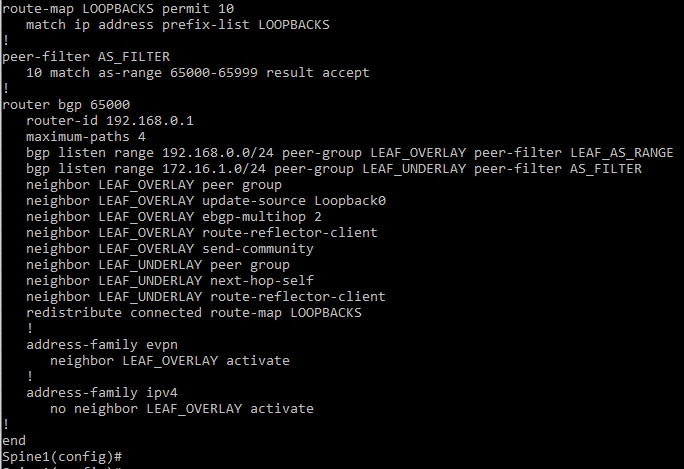 route-map LOOPBACKS permit 10
   match ip address prefix-list LOOPBACKS
!
peer-filter AS_FILTER
   10 match as-range 65000-65999 result accept
!
router bgp 65000
   router-id 192.168.0.1
   maximum-paths 4
   bgp listen range 192.168.0.0/24 peer-group LEAF_OVERLAY peer-filter LEAF_AS_RANGE
   bgp listen range 172.16.1.0/24 peer-group LEAF_UNDERLAY peer-filter AS_FILTER
   neighbor LEAF_OVERLAY peer group
   neighbor LEAF_OVERLAY update-source Loopback0
   neighbor LEAF_OVERLAY ebgp-multihop 2
   neighbor LEAF_OVERLAY route-reflector-client
   neighbor LEAF_OVERLAY send-community
   neighbor LEAF_UNDERLAY peer group
   neighbor LEAF_UNDERLAY next-hop-self
   neighbor LEAF_UNDERLAY route-reflector-client
   redistribute connected route-map LOOPBACKS
   !
   address-family evpn
      neighbor LEAF_OVERLAY activate
   !
   address-family ipv4
      no neighbor LEAF_OVERLAY activate
!
end
Spine1(config)#